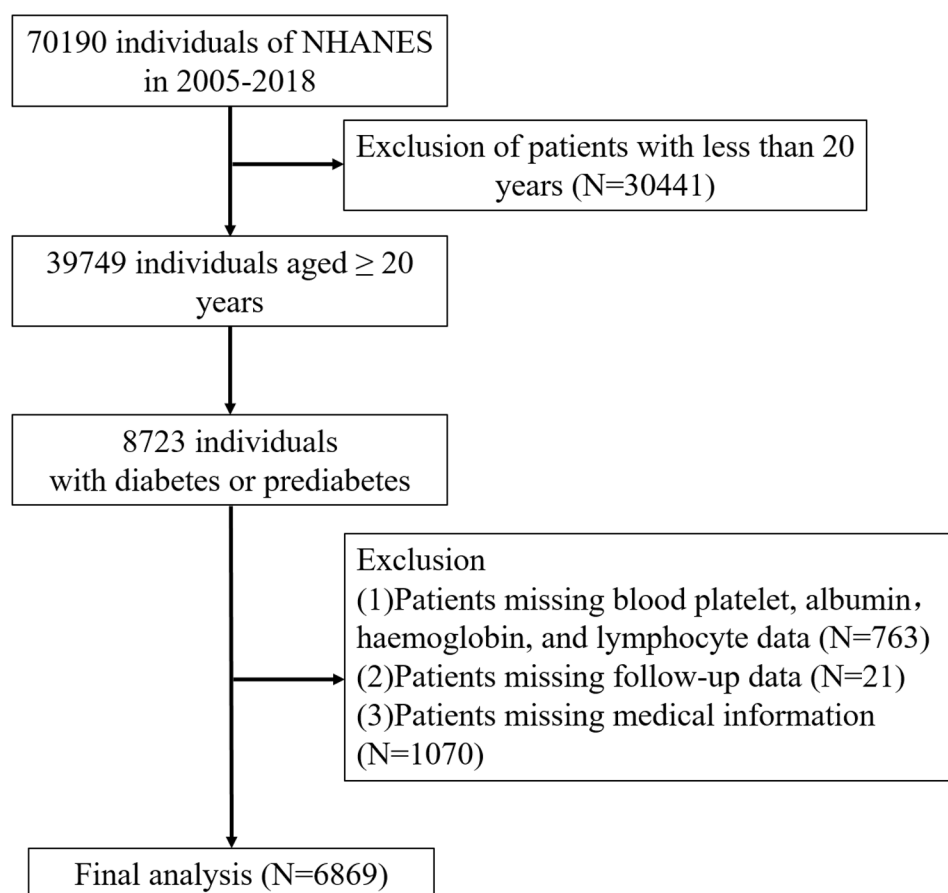 70190 individuals of NHANES
in 2005-2018
Exclusion of patients with less than 20
years (N=30441)
39749 individuals aged ≥ 20
years
8723 individuals
with diabetes or prediabetes
Exclusion
(1)Patients missing blood platelet, albumin，
haemoglobin, and lymphocyte data (N=763)
(2)Patients missing follow-up data (N=21)
(3)Patients missing medical information
(N=1070)
Final analysis (N=6869)